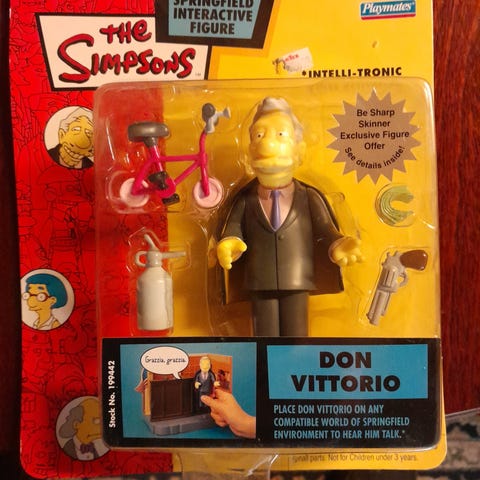 SPRINGFIELD
INTERACTIVE
FIGURE
Playmates
THE
SIMPSONS
*INTELLI-TRONIC
Be Sharp
Skinner
Exclusive Figure
Offer
See details inside!
Grazzia, grazzia.
DON
VITTORIO
PLACE DON VITTORIO ON ANY
COMPATIBLE WORLD OF SPRINGFIELD
ENVIRONMENT TO HEAR HIM TALK.*
Stock No. 199442
small parts. Not for Children under 3 years.